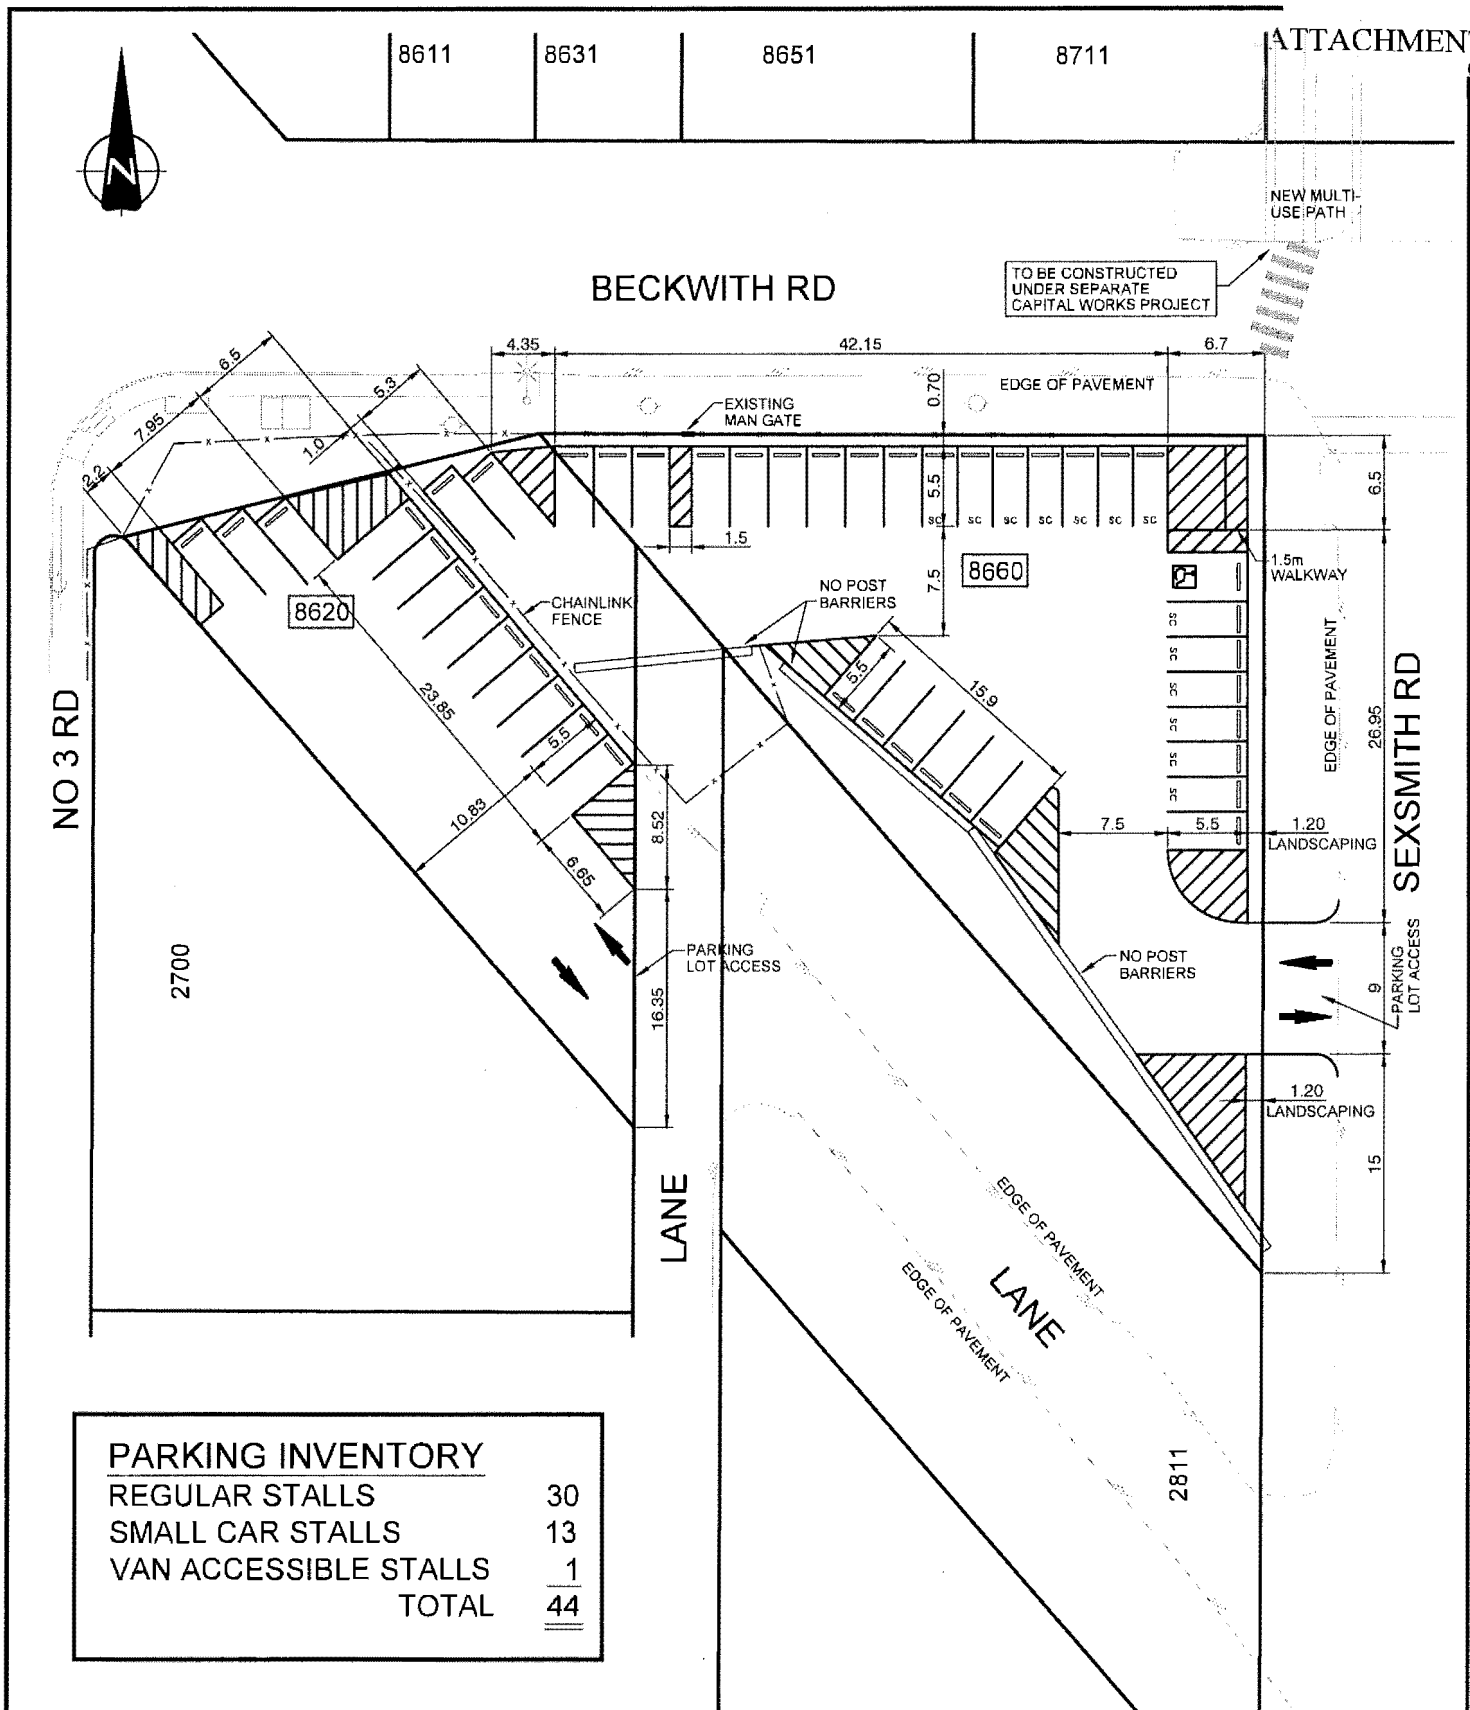 ATTACHMENT
8611
8631
8651
8711
N
NEW MULTI-
USE PATH
BECKWITH RD
TO BE CONSTRUCTED
UNDER SEPARATE
CAPITAL WORKS PROJECT
6.5
4.35
42.15
6.7
7.95
5.3
0.70
EDGE OF PAVEMENT
EXISTING
MAN GATE
1.0
2.2
5.5
6.5
SC SC SC SC SC SC SC
1.5
7.5
8660
1.5m
WALKWAY
NO POST
BARRIERS
8620
CHAINLINK
FENCE
SC
SC
SC
SC
SC
SC
5.5
15.9
EDGE OF PAVEMENT
26.95
SEXSMITH RD
NO 3 RD
23.85
5.5
10.83
8.52
6.65
7.5
5.5
1.20
LANDSCAPING
PARKING
LOT ACCESS
2700
16.35
NO POST
BARRIERS
9
PARKING
LOT ACCESS
1.20
LANDSCAPING
15
LANE
EDGE OF PAVEMENT
LANE
EDGE OF PAVEMENT
2811
PARKING INVENTORY
REGULAR STALLS 30
SMALL CAR STALLS 13
VAN ACCESSIBLE STALLS 1
TOTAL 44